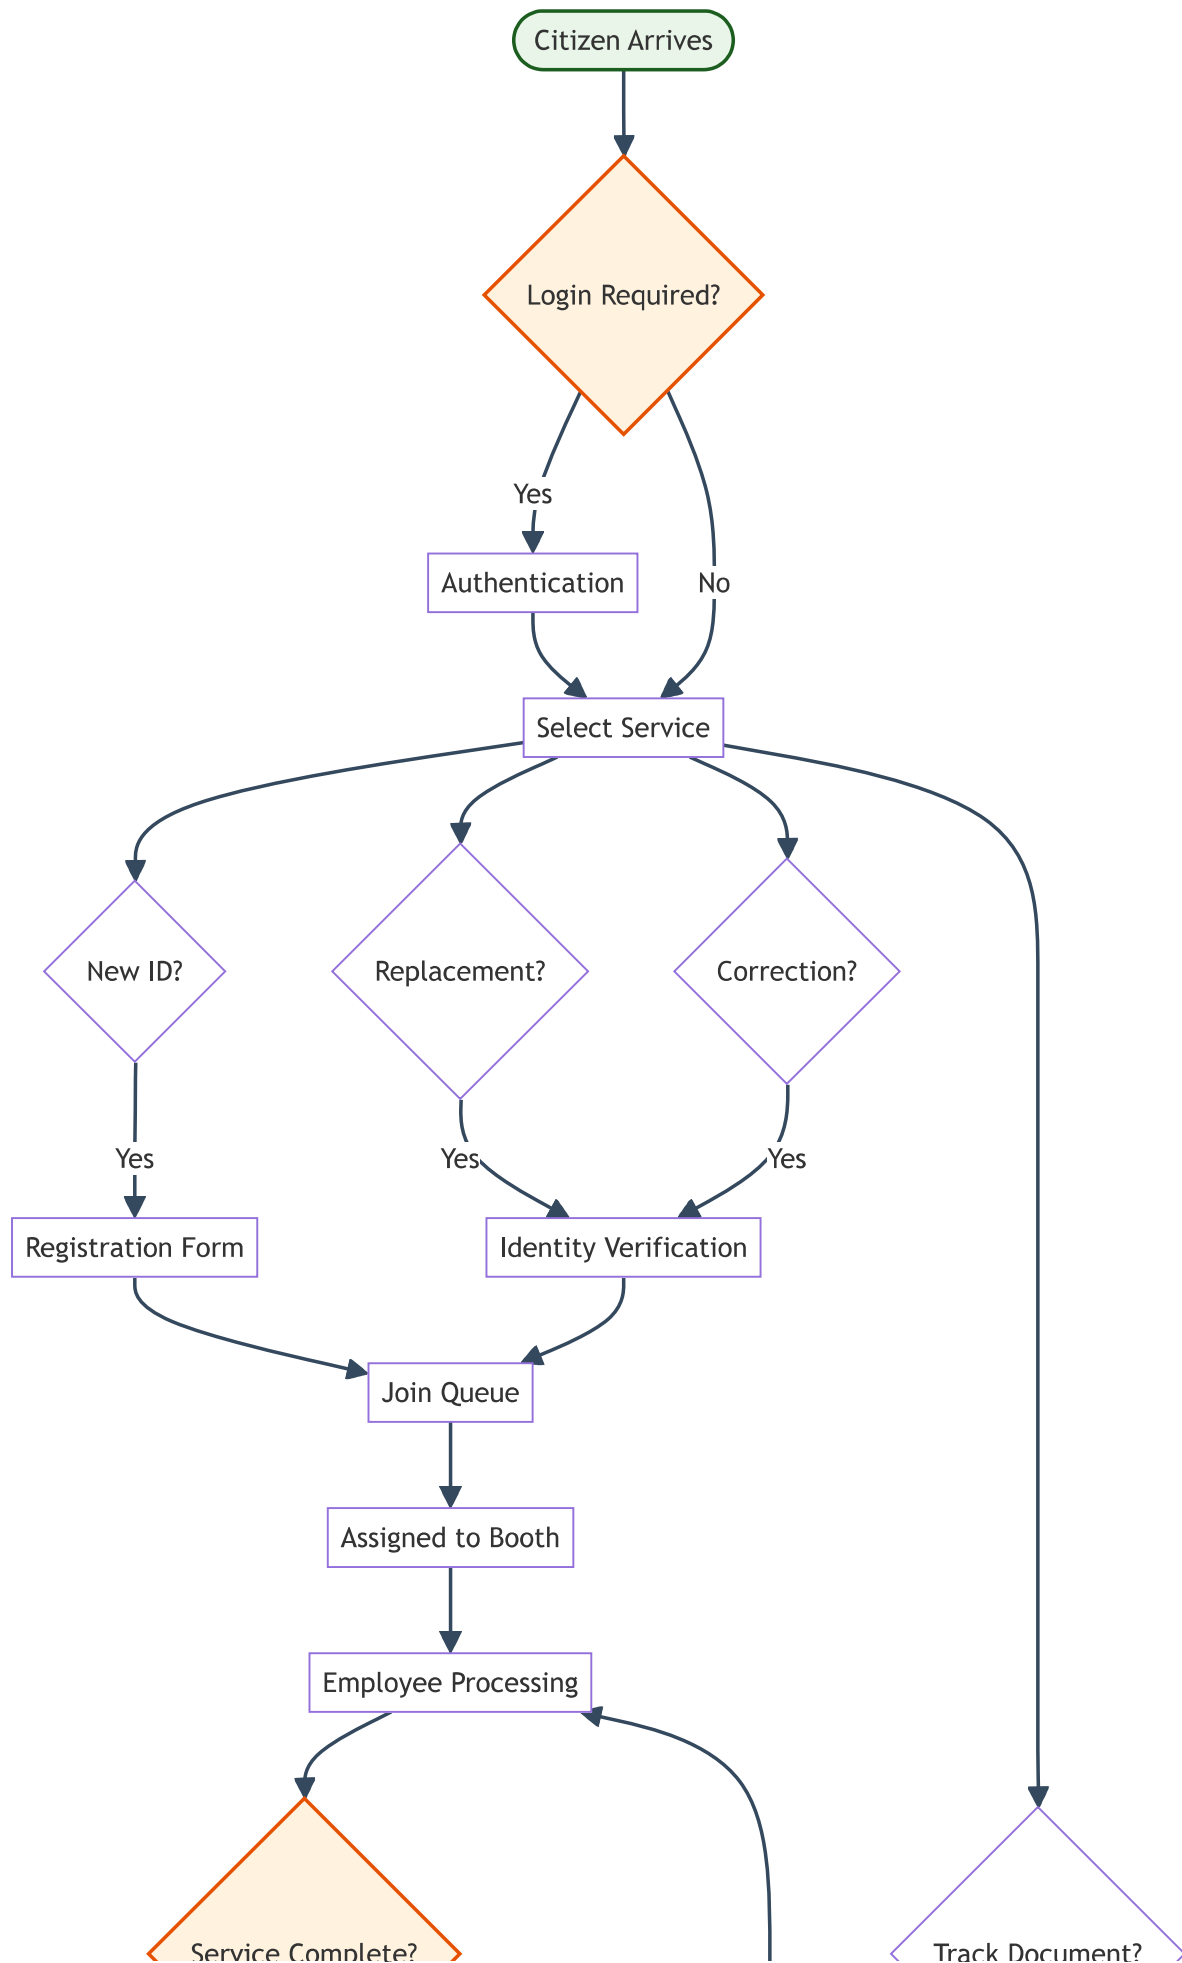 Citizen Arrives
Login Required?
Yes
Authentication
No
Select Service
New ID?
Replacement?
Correction?
Yes
Yes
Yes
Registration Form
Identity Verification
Join Queue
Assigned to Booth
Employee Processing
Service Complete?
Track Document?